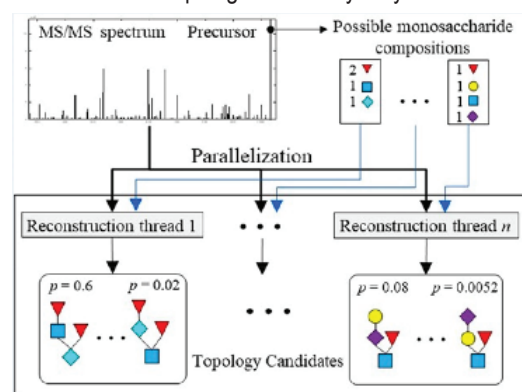 MS/MS spectrum Precursor
Possible monosaccharide
compositions
2
1
1
1
1
1
1
Parallelization
Reconstruction thread 1
Reconstruction thread n
p = 0.6 p = 0.02
p = 0.08 p = 0.0052
Topology Candidates